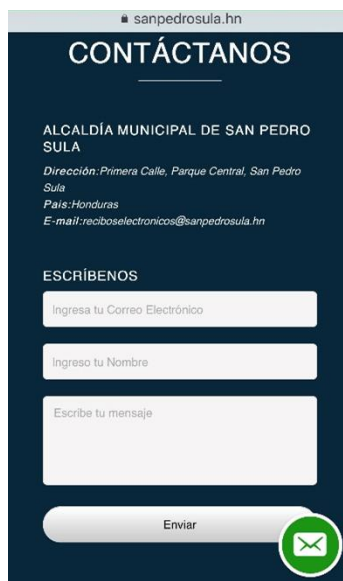 sanpedrosula.hn
CONTÁCTANOS
ALCALDÍA MUNICIPAL DE SAN PEDRO
SULA
Dirección:Primera Calle, Parque Central, San Pedro
Sula
Pais:Honduras
E-mail:reciboselectronicos@sanpedrosula.hn
ESCRÍBENOS
Ingresa tu Correo Electrónico
Ingreso tu Nombre
Escribe tu mensaje
Enviar